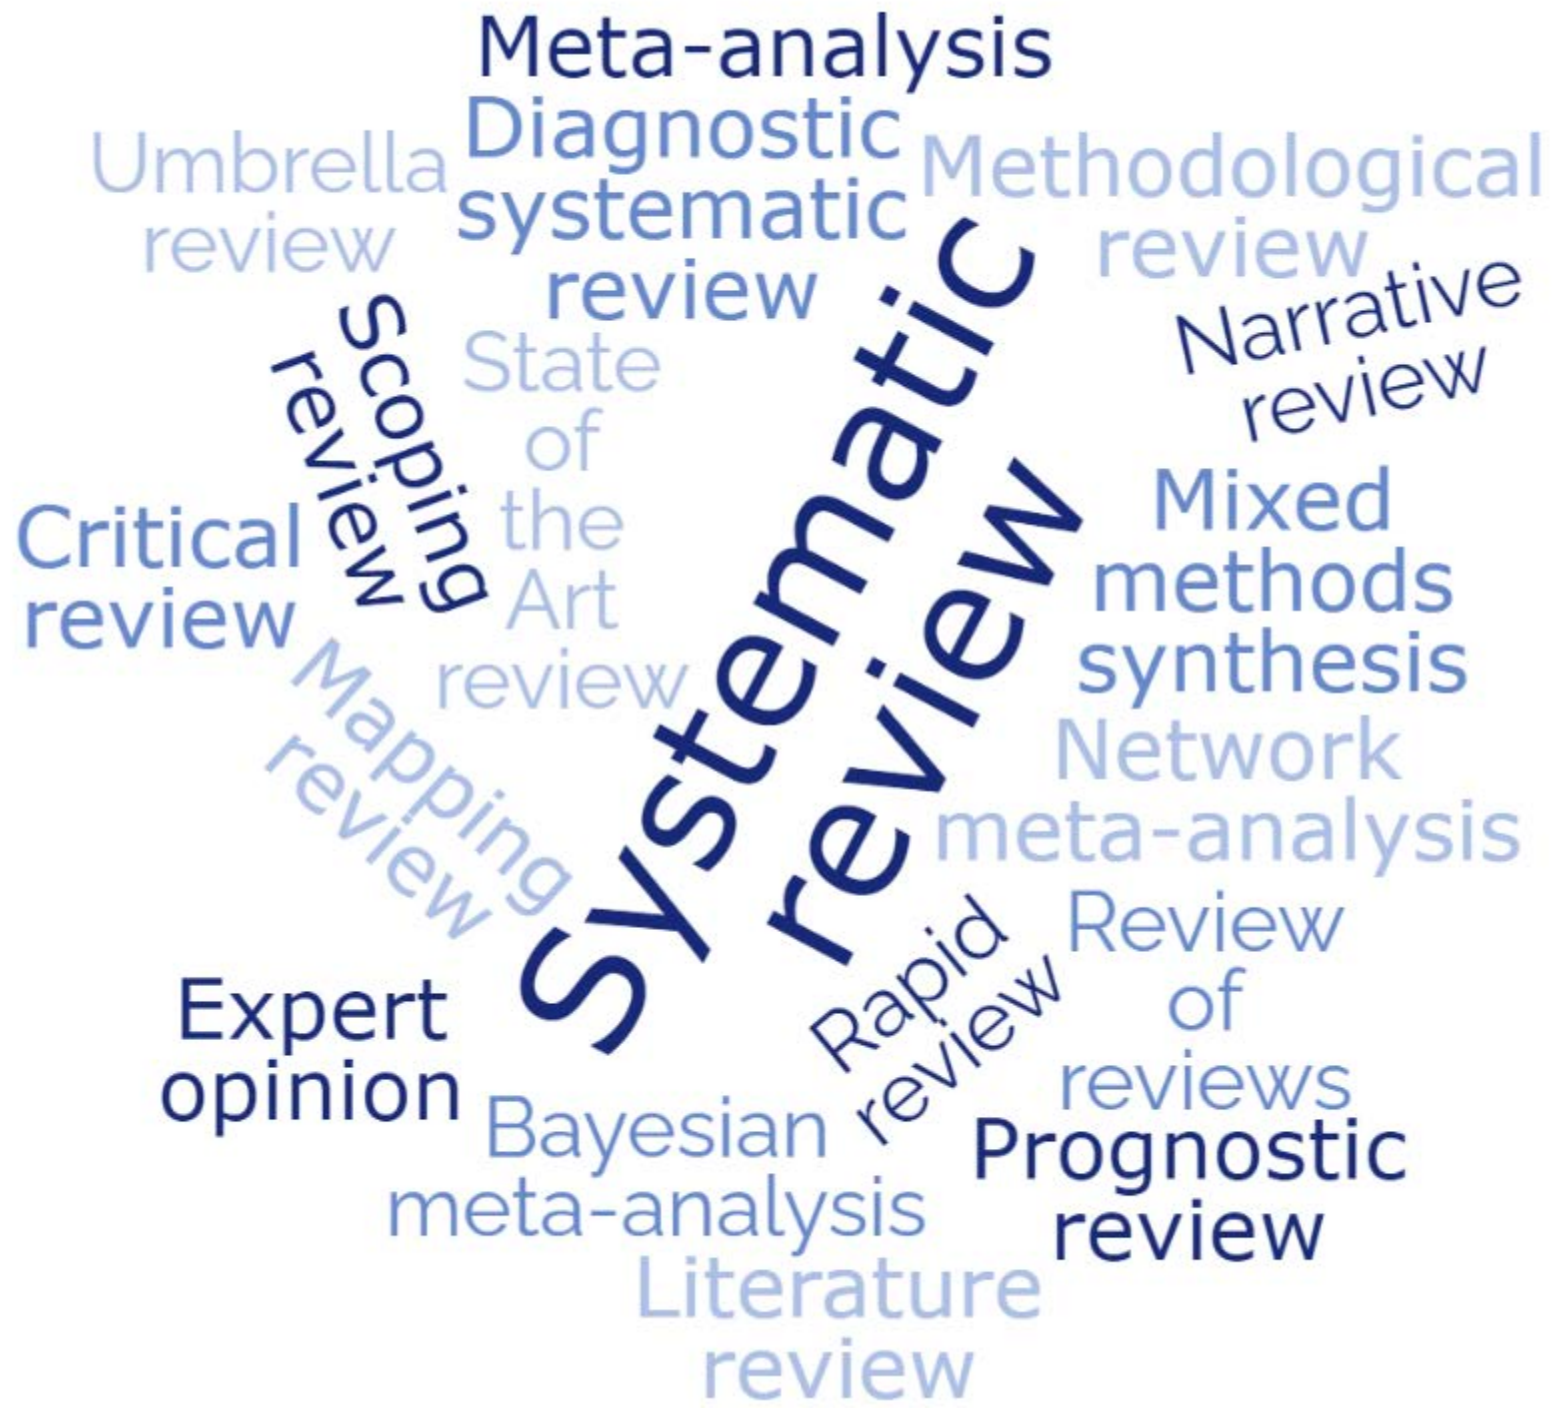 Meta-analysis
Diagnostic
systematic
review
Umbrella
review
Methodological
review
Narrative
review
Scoping
review
State
of
the
Art
review
Systematic
review
Critical
review
Mixed
methods
synthesis
Mapping
review
Network
meta-analysis
Rapid
review
Review
of
reviews
Expert
opinion
Bayesian
meta-analysis
Prognostic
review
Literature
review